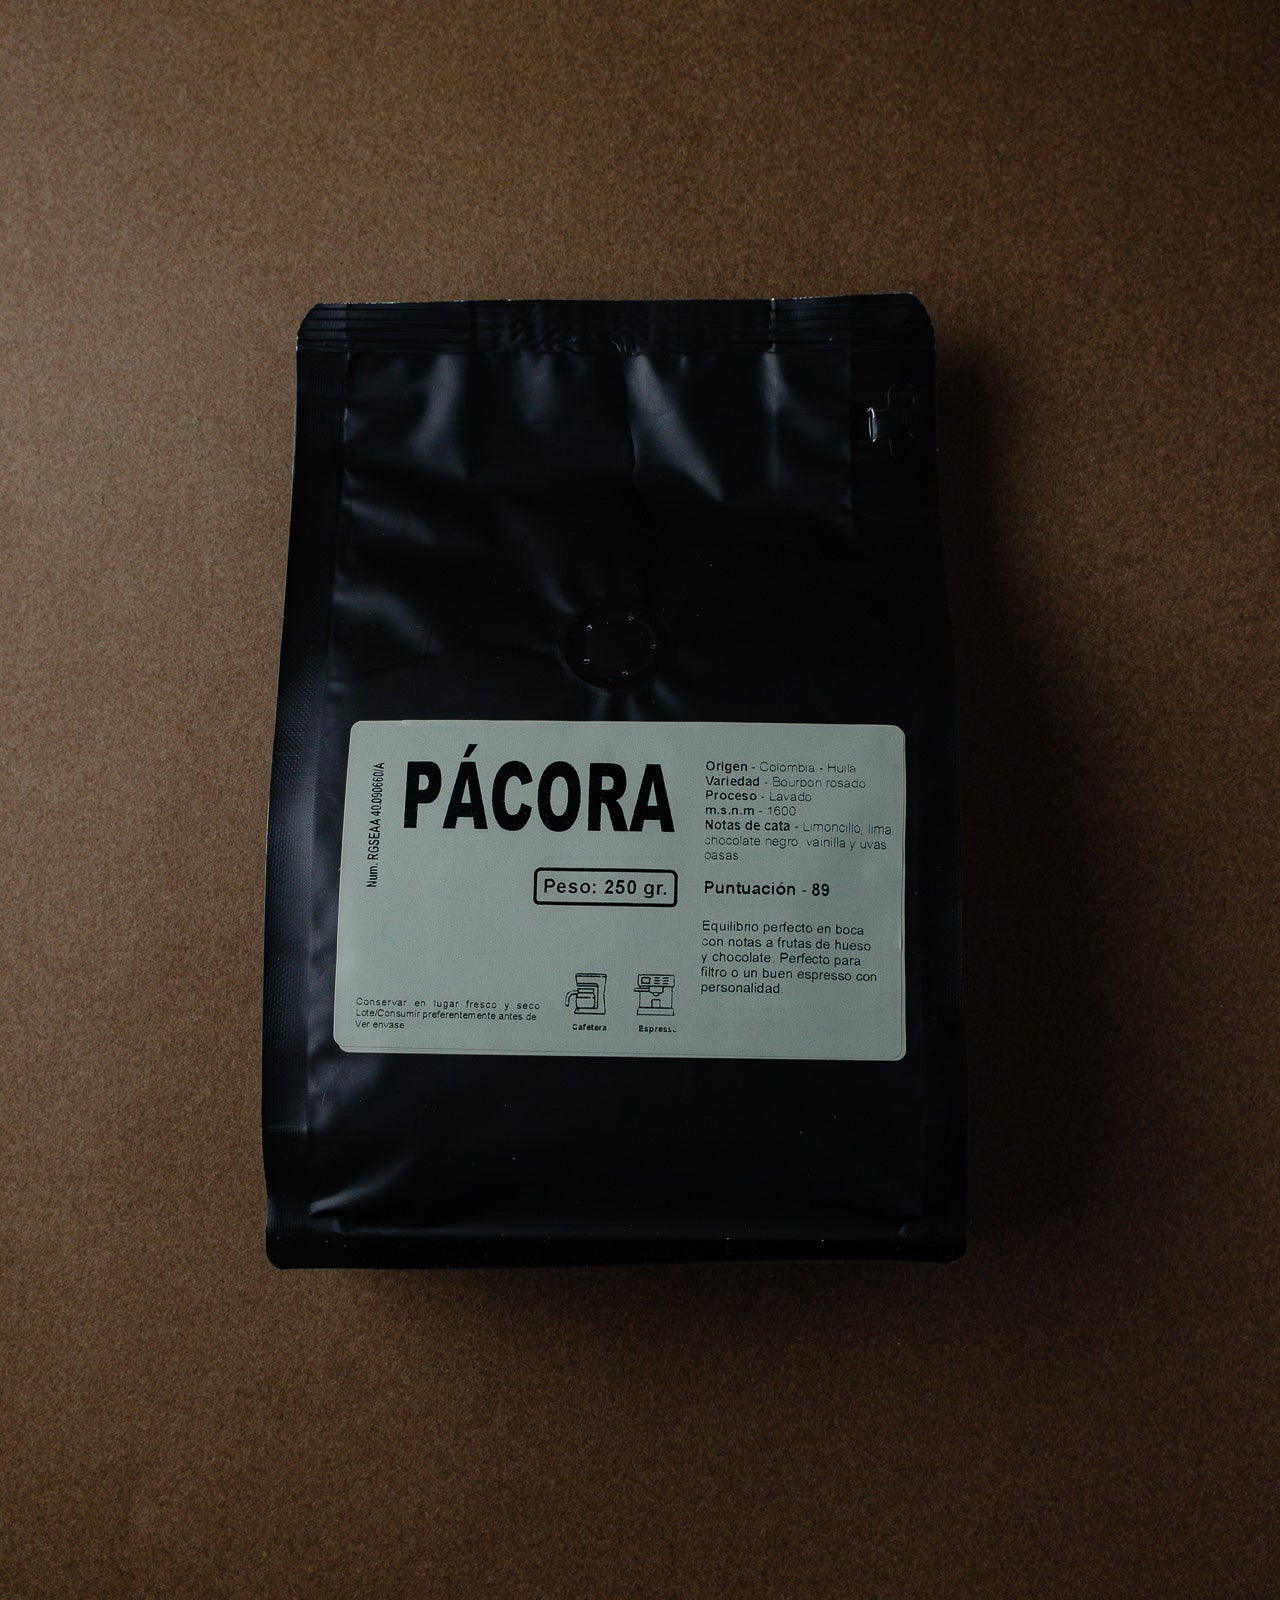 PÁCORA
Num. RGSEAA 40.090660/A
Peso: 250 gr.
Conservar en lugar fresco y seco
Lote/Consumir preferentemente antes de
Ver envase
Cafetera
Origen - Colombia - Huila
Variedad - Bourbon rosado
Proceso - Lavado
m.s.n.m - 1600
Notas de cata - Limoncillo, lima
chocolate negro, vainilla y uvas
pasas
Puntuación - 89
Equilibrio perfecto en boca
con notas a frutas de hueso
y chocolate. Perfecto para
filtro o un buen espresso con
personalidad.